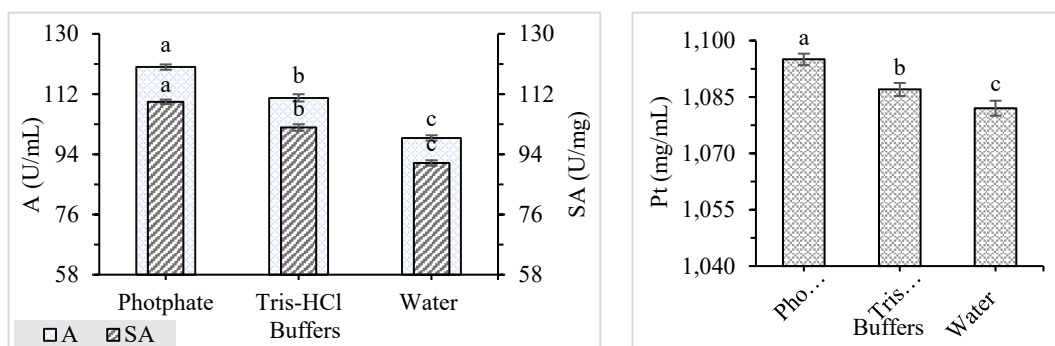 130
112
94
76
58
A (U/mL)
a
a
b
b
c
c
130
112
94
76
58
SA (U/mg)
Photphate Tris-HCl Water
Buffers
A SA
1,100
1,085
1,070
1,055
1,040
Pt (mg/mL)
a
b
c
Pho…
Tris…
Water
Buffers